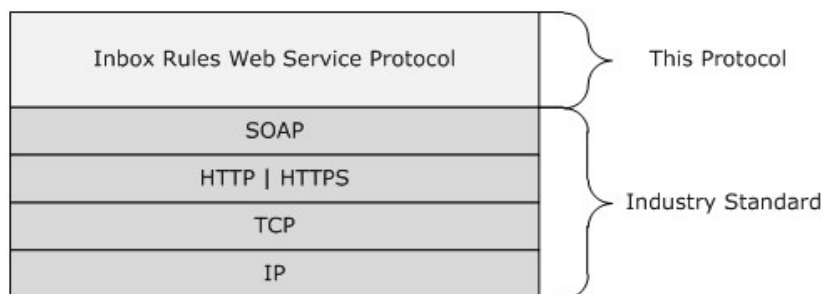 Inbox Rules Web Service Protocol
This Protocol
SOAP
HTTP | HTTPS
Industry Standard
TCP
IP